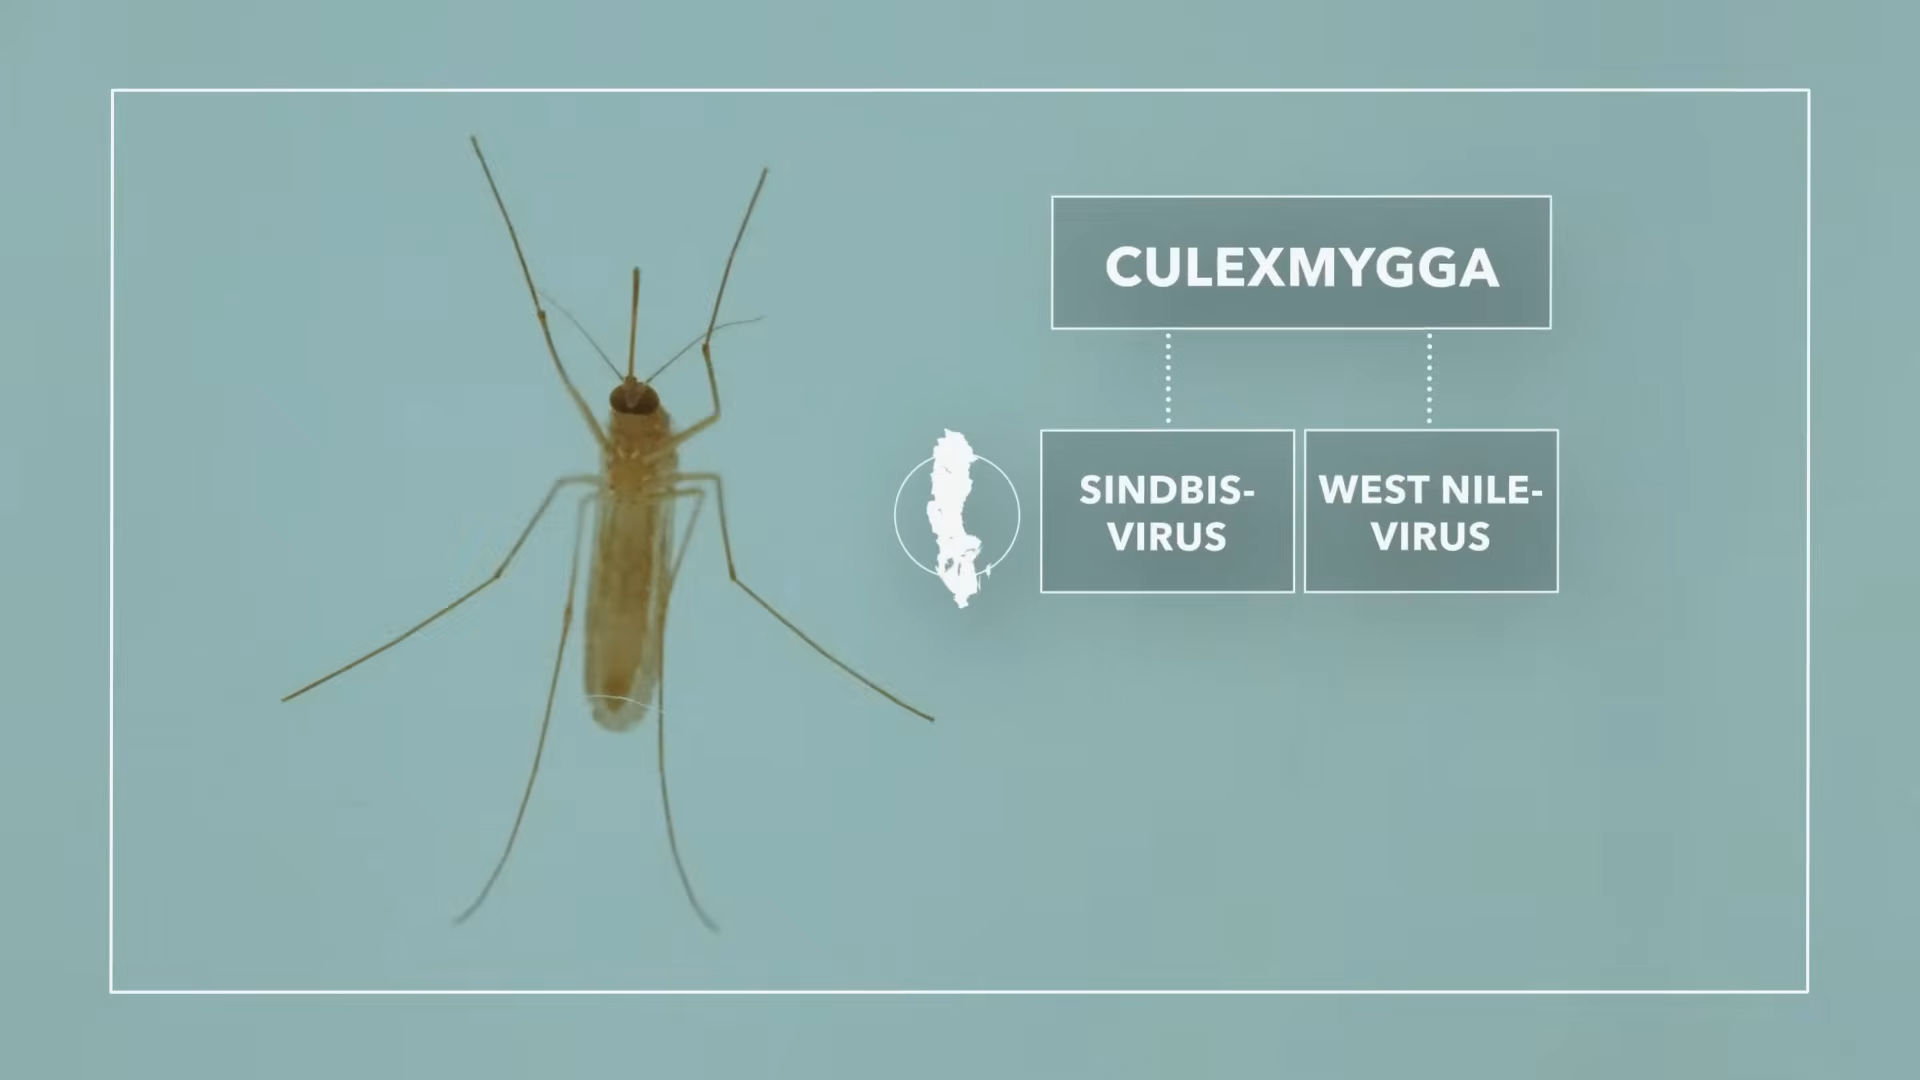 CULEXMYGGA
SINDBIS-
VIRUS
WEST NILE-
VIRUS